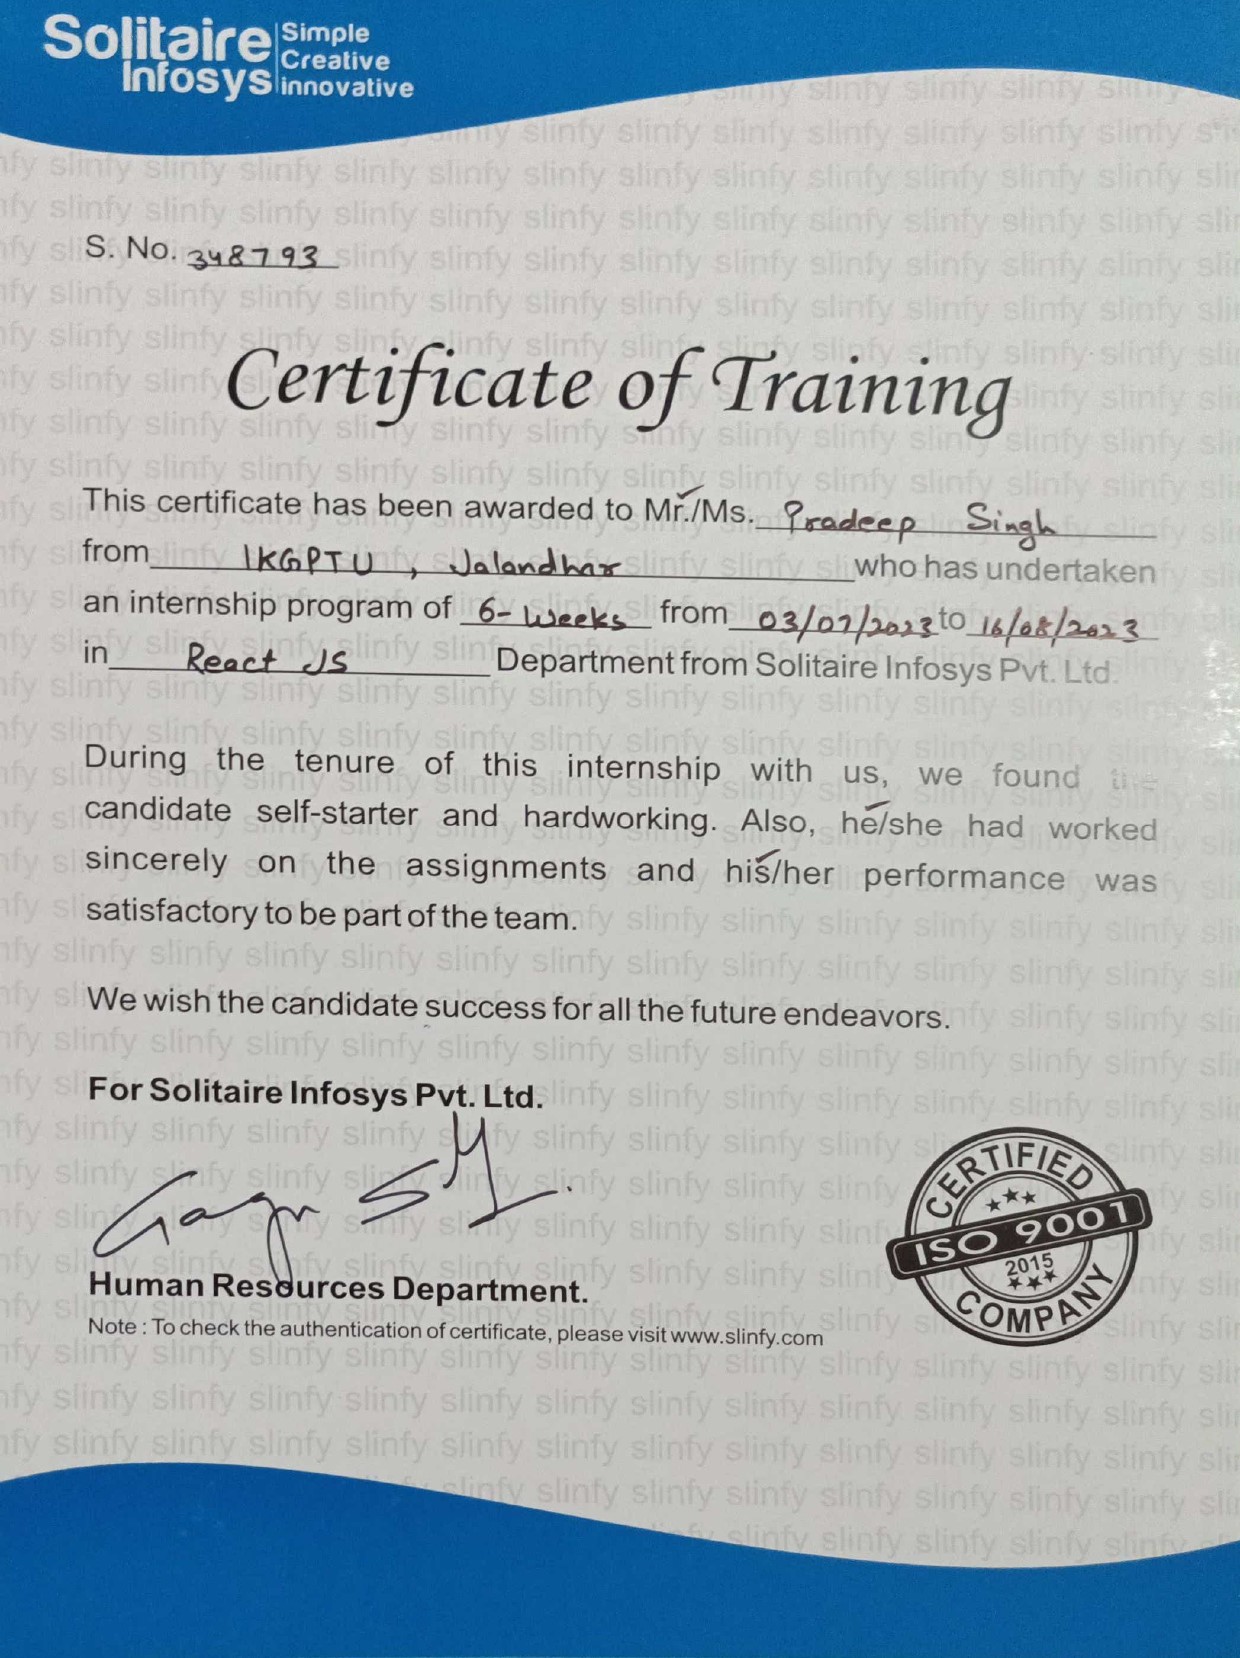 Solitaire
Infosys
Simple
Creative
innovative
S. No. 348793
Certificate of Training
This certificate has been awarded to Mr./Ms. Pradeep Singh
from IKGPTU, Jalandhar who has undertaken
an internship program of 6-Weeks from 03/07/2023 to 16/08/2023
in React JS Department from Solitaire Infosys Pvt. Ltd.
During the tenure of this internship with us, we found the
candidate self-starter and hardworking. Also, he/she had worked
sincerely on the assignments and his/her performance was
satisfactory to be part of the team.
We wish the candidate success for all the future endeavors.
For Solitaire Infosys Pvt. Ltd.
Human Resources Department.
Note : To check the authentication of certificate, please visit www.slinfy.com
CERTIFIED
ISO 9001
2015
COMPANY